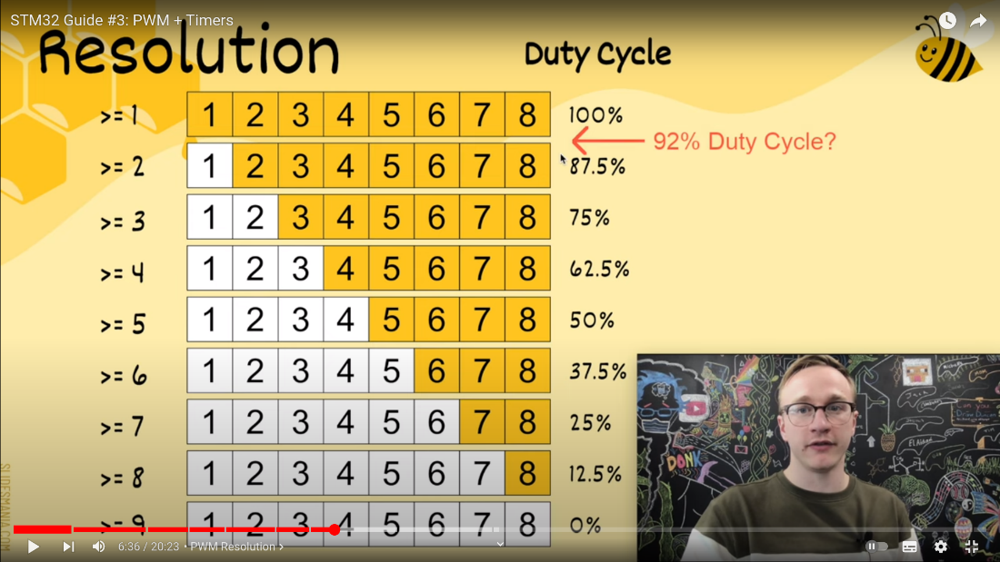 STM32 Guide #3: PWM + Timers
Resolution
Duty Cycle
>= 1 1 2 3 4 5 6 7 8 100%
92% Duty Cycle?
>= 2 1 2 3 4 5 6 7 8 87.5%
>= 3 1 2 3 4 5 6 7 8 75%
>= 4 1 2 3 4 5 6 7 8 62.5%
>= 5 1 2 3 4 5 6 7 8 50%
>= 6 1 2 3 4 5 6 7 8 37.5%
>= 7 1 2 3 4 5 6 7 8 25%
>= 8 1 2 3 4 5 6 7 8 12.5%
>= 9 1 2 3 4 5 6 7 8 0%
DONK
SLIDESMANIA.COM
6:36 / 20:23 • PWM Resolution >